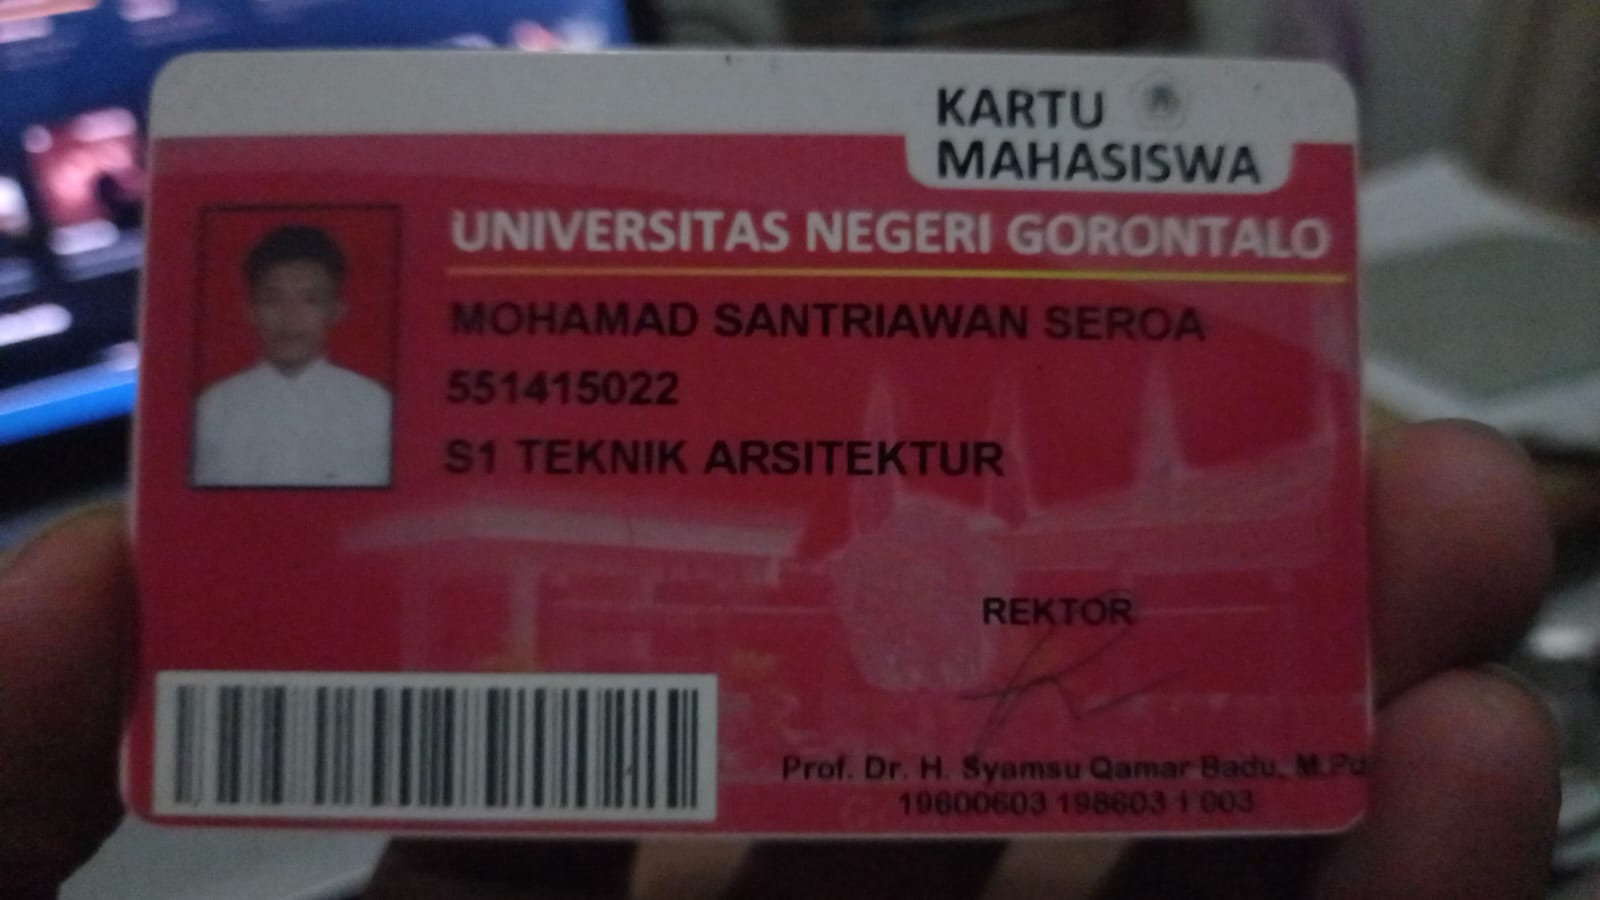 KARTU
MAHASISWA
UNIVERSITAS NEGERI GORONTALO
MOHAMAD SANTRIAWAN SEROA
551415022
S1 TEKNIK ARSITEKTUR
REKTOR
Prof. Dr. H. Syamsu Qamar Badu, M.Pd
19600603 198603 1 003